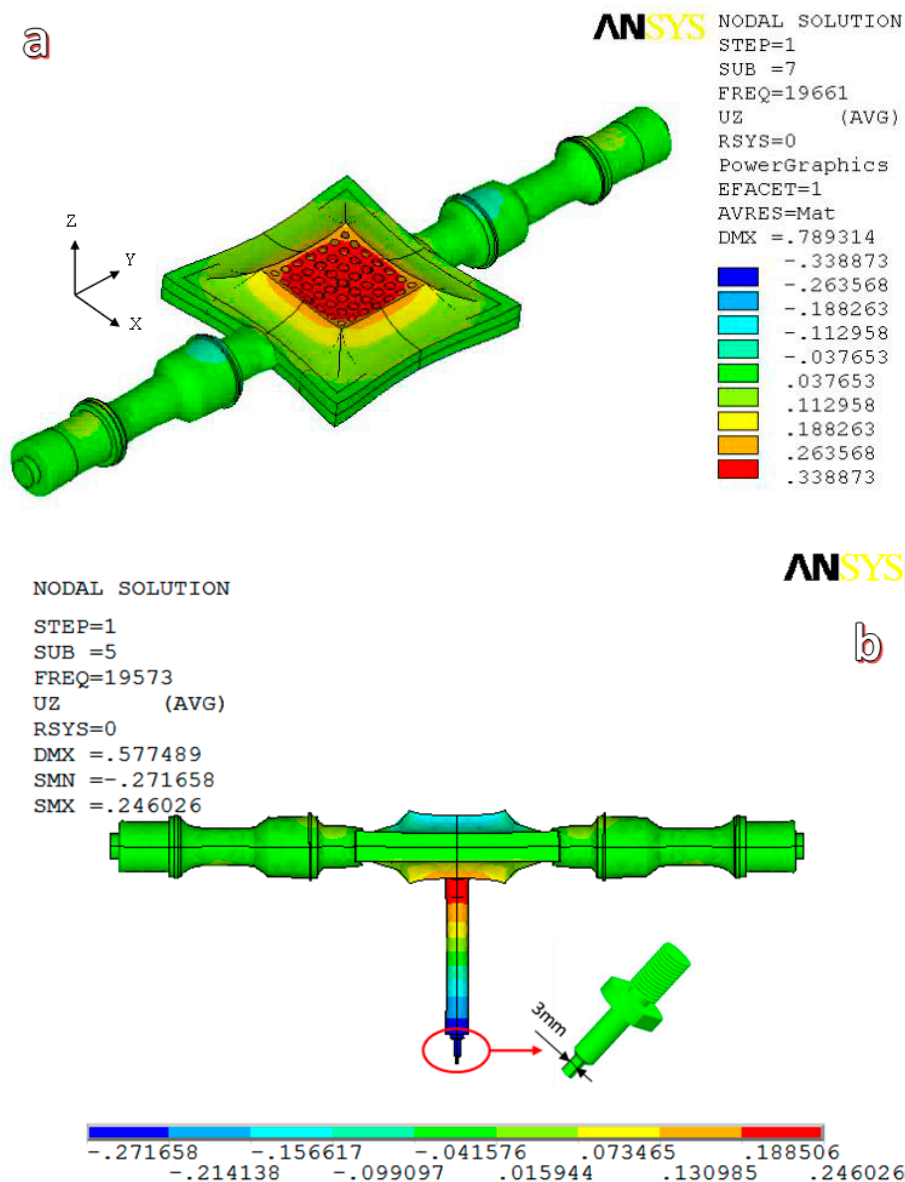 a
ANSYS
NODAL SOLUTION
STEP=1
SUB =7
FREQ=19661
UZ (AVG)
RSYS=0
PowerGraphics
EFACET=1
AVRES=Mat
DMX =.789314
-.338873
-.263568
-.188263
-.112958
-.037653
.037653
.112958
.188263
.263568
.338873
Z
Y
X
ANSYS
b
NODAL SOLUTION
STEP=1
SUB =5
FREQ=19573
UZ (AVG)
RSYS=0
DMX =.577489
SMN =-.271658
SMX =.246026
3mm
-.271658 -.156617 -.041576 .073465 .188506
-.214138 -.099097 .015944 .130985 .246026